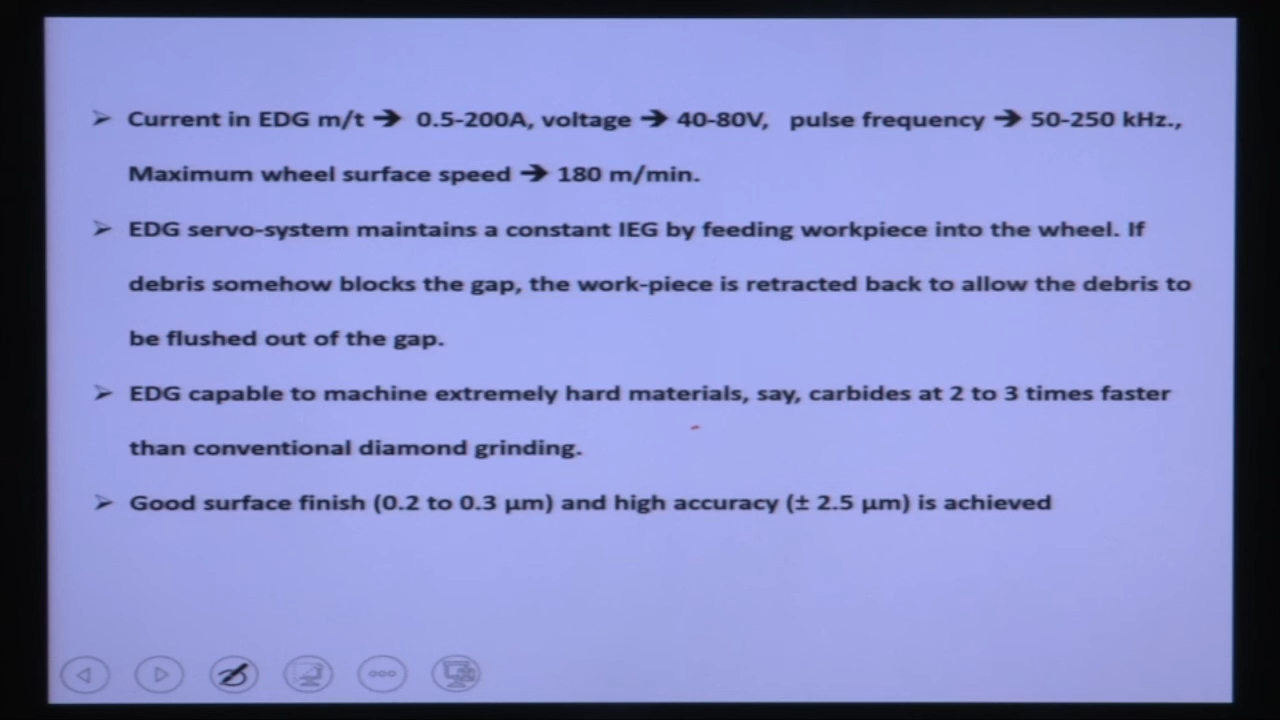 ➢ Current in EDG m/t ➔ 0.5-200A, voltage ➔ 40-80V, pulse frequency ➔ 50-250 kHz.,
Maximum wheel surface speed ➔ 180 m/min.
➢ EDG servo-system maintains a constant IEG by feeding workpiece into the wheel. If
debris somehow blocks the gap, the work-piece is retracted back to allow the debris to
be flushed out of the gap.
➢ EDG capable to machine extremely hard materials, say, carbides at 2 to 3 times faster
than conventional diamond grinding.
➢ Good surface finish (0.2 to 0.3 µm) and high accuracy (± 2.5 µm) is achieved